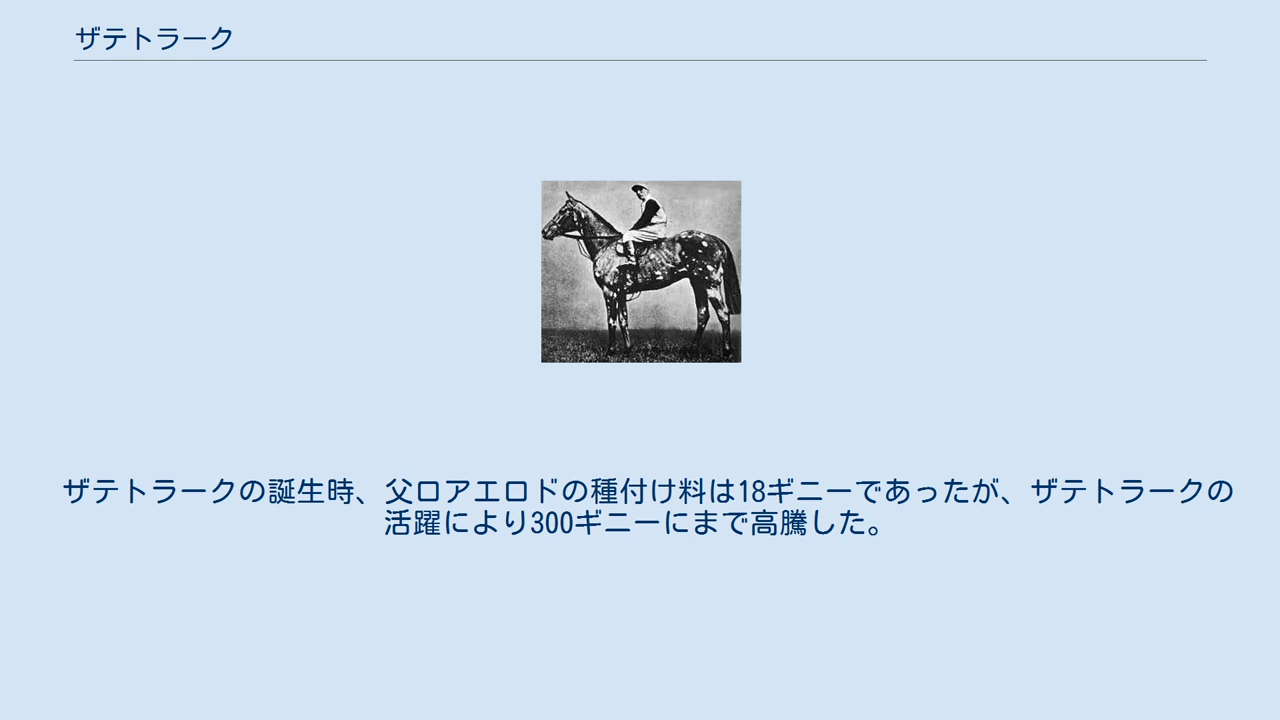 ザテトラーク
ザテトラークの誕生時、父ロアエロドの種付け料は18ギニーであったが、ザテトラークの
活躍により300ギニーにまで高騰した。